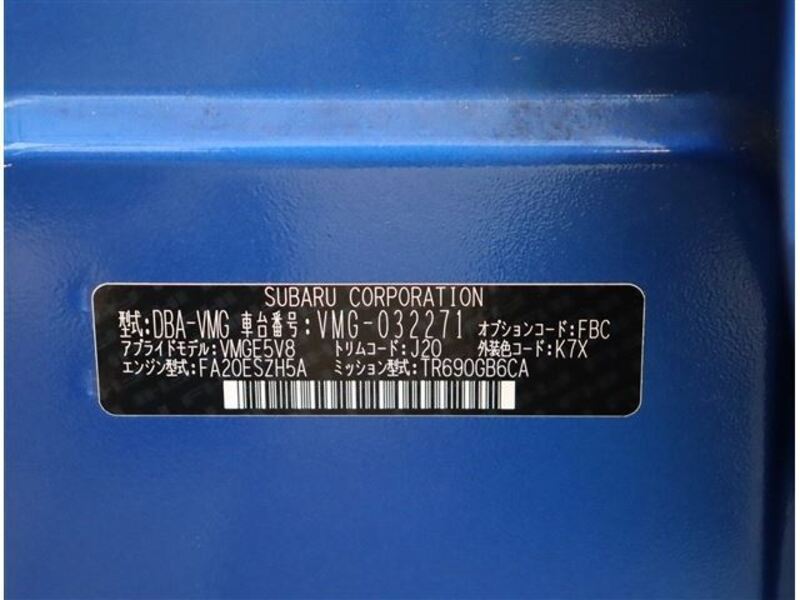 SUBARU CORPORATION
型式:DBA-VMG 車台番号:VMG-032271 オプションコード:FBC
アプライドモデル:VMGE5V8 トリムコード:J20 外装色コード:K7X
エンジン型式:FA20ESZH5A ミッション型式:TR690GB6CA